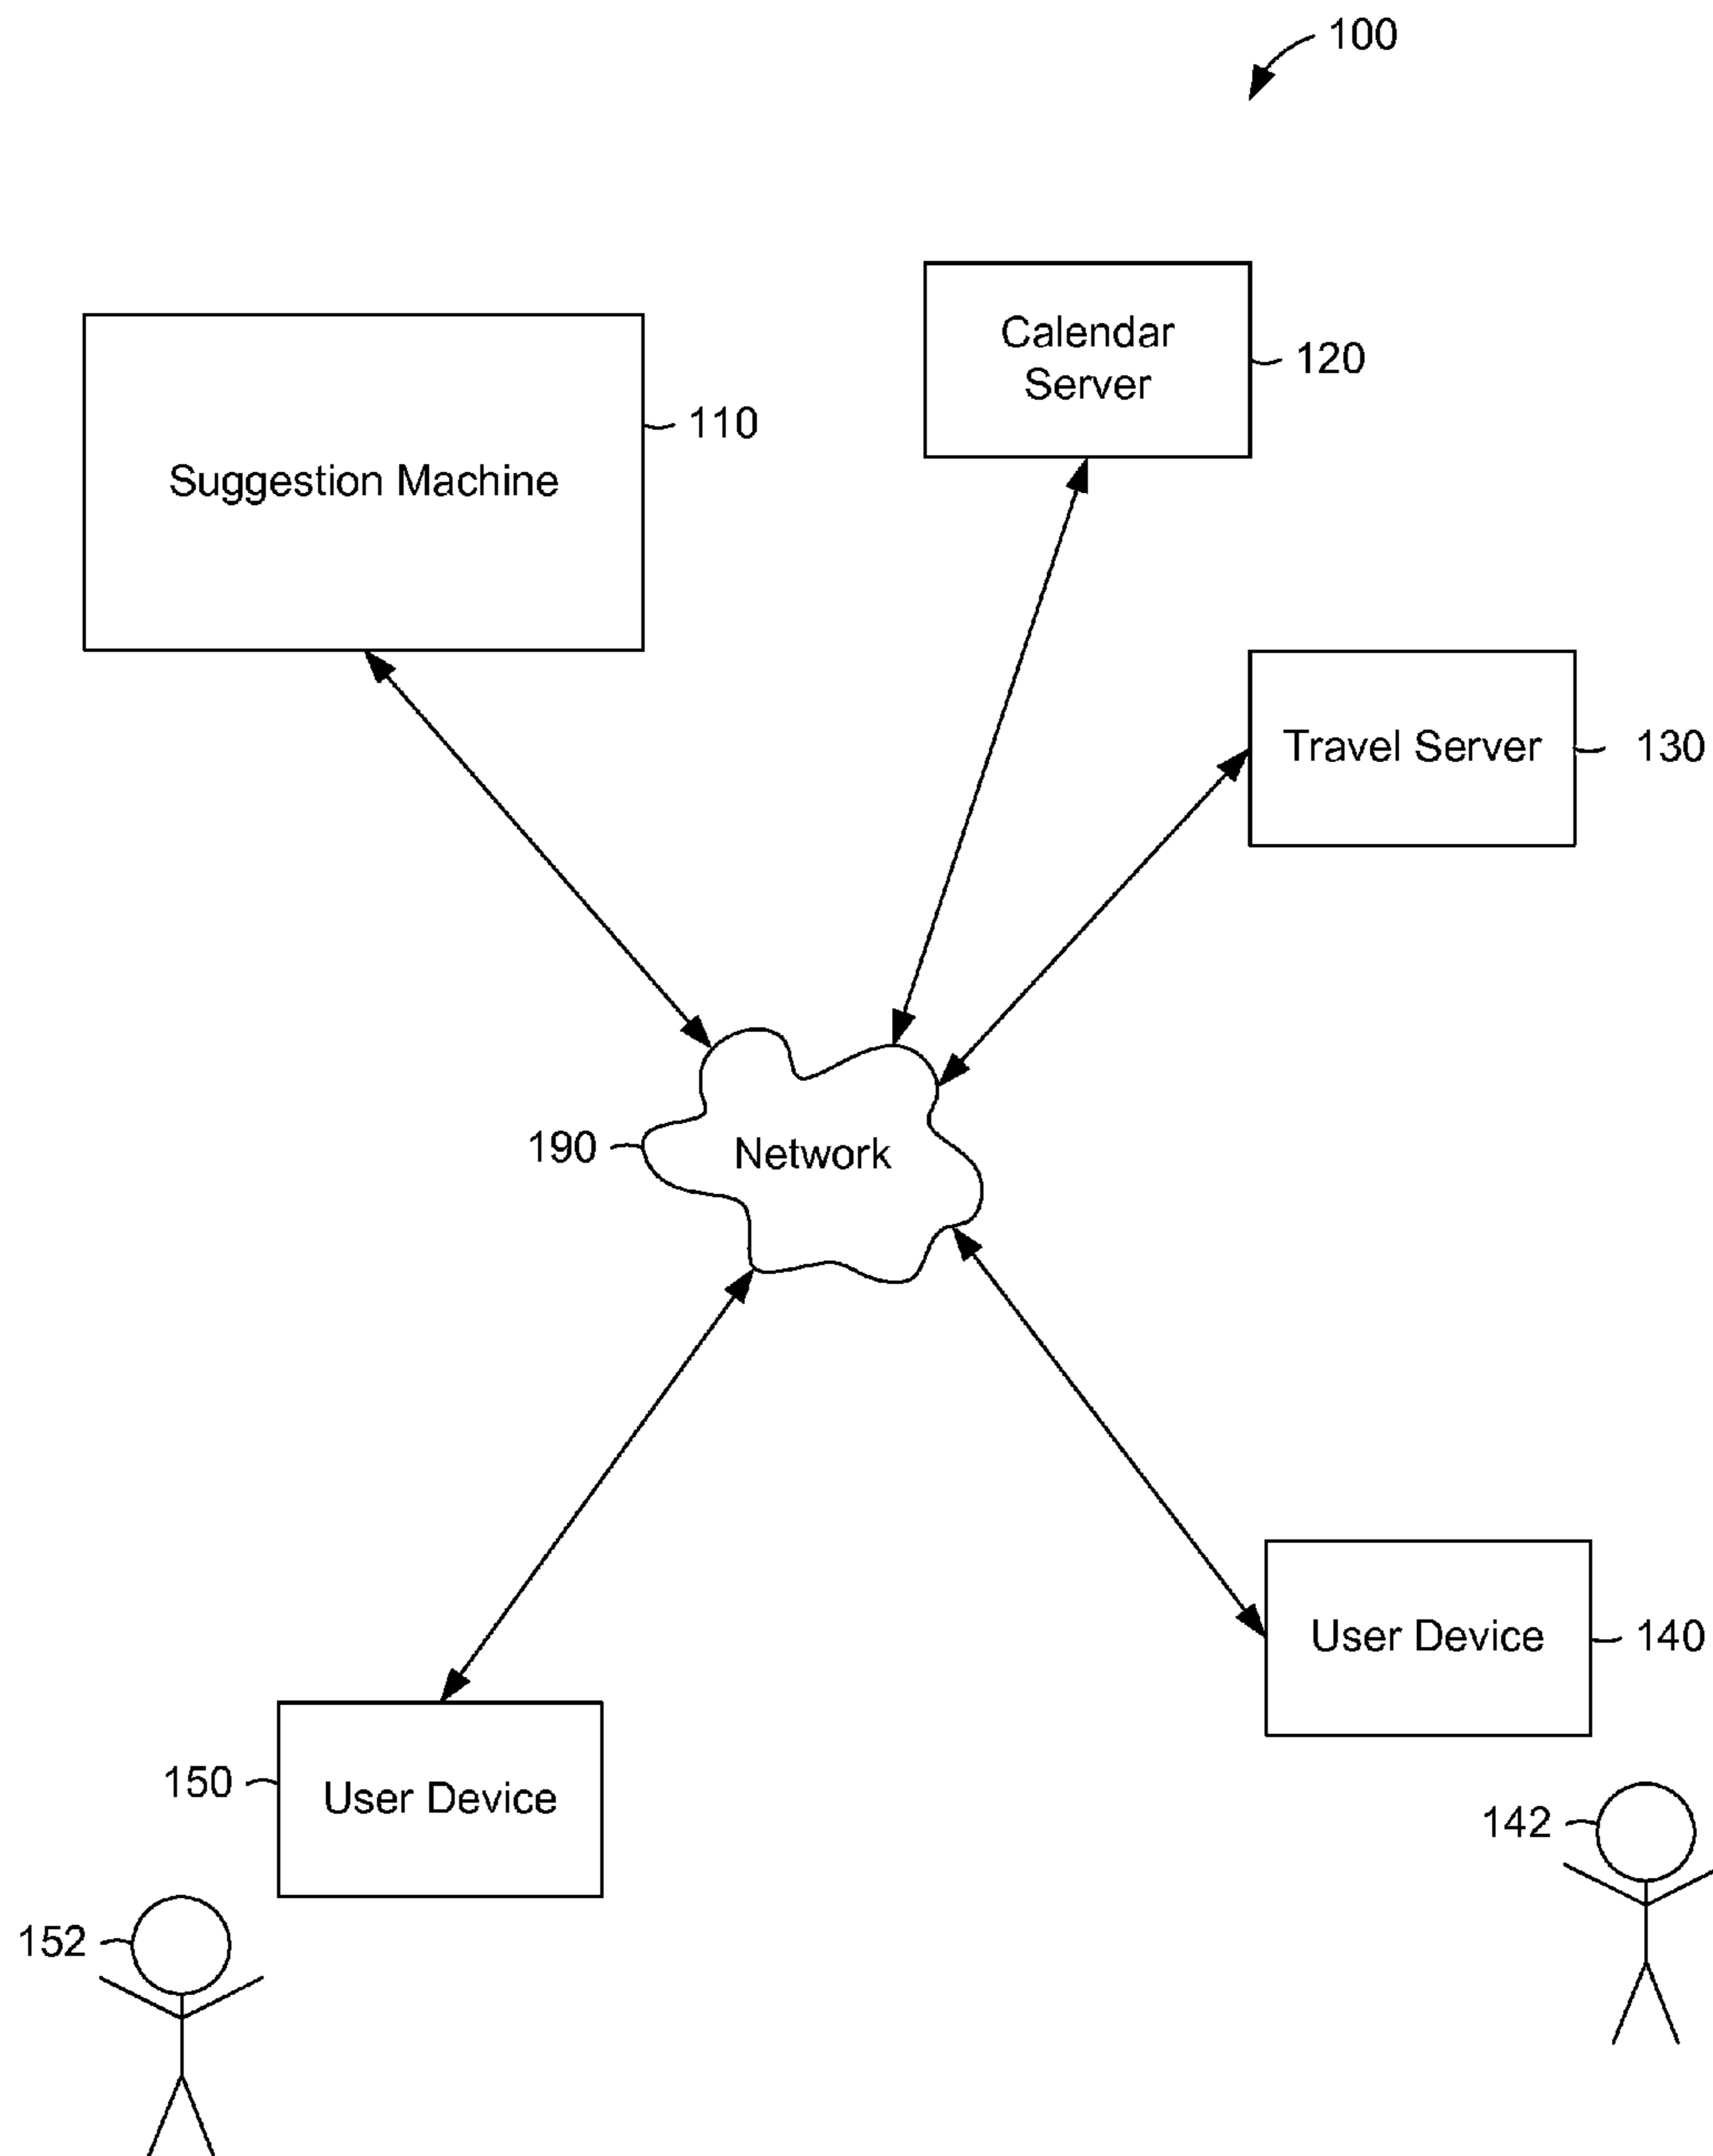 100
Calendar
Server
120
110
Suggestion Machine
Travel Server
130
190
Network
User Device
140
150
User Device
142
152